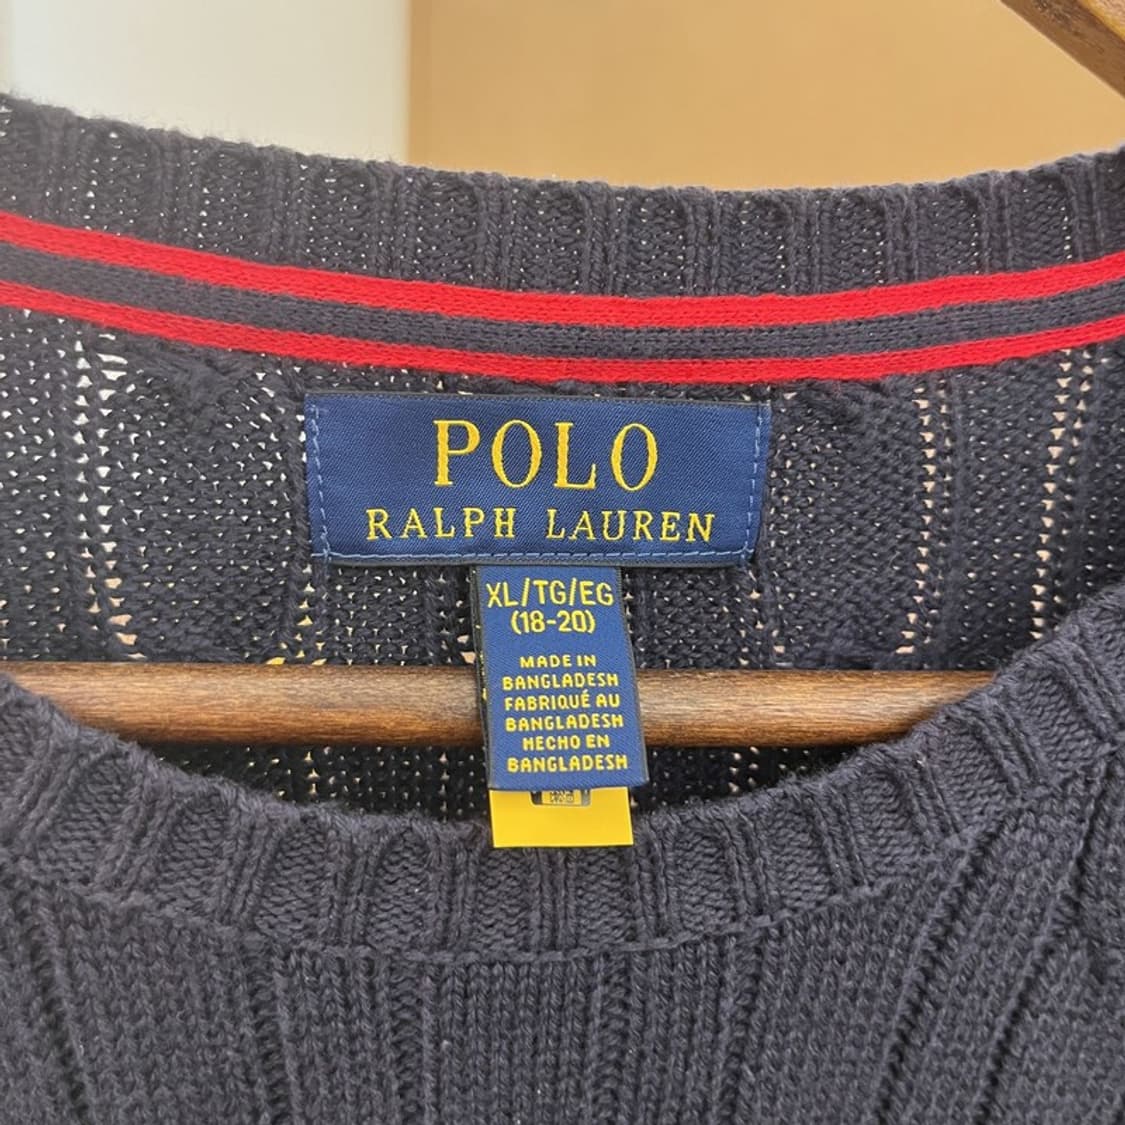 POLO
RALPH LAUREN
XL/TG/EG
(18-20)
MADE IN
BANGLADESH
FABRIQUÉ AU
BANGLADESH
HECHO EN
BANGLADESH